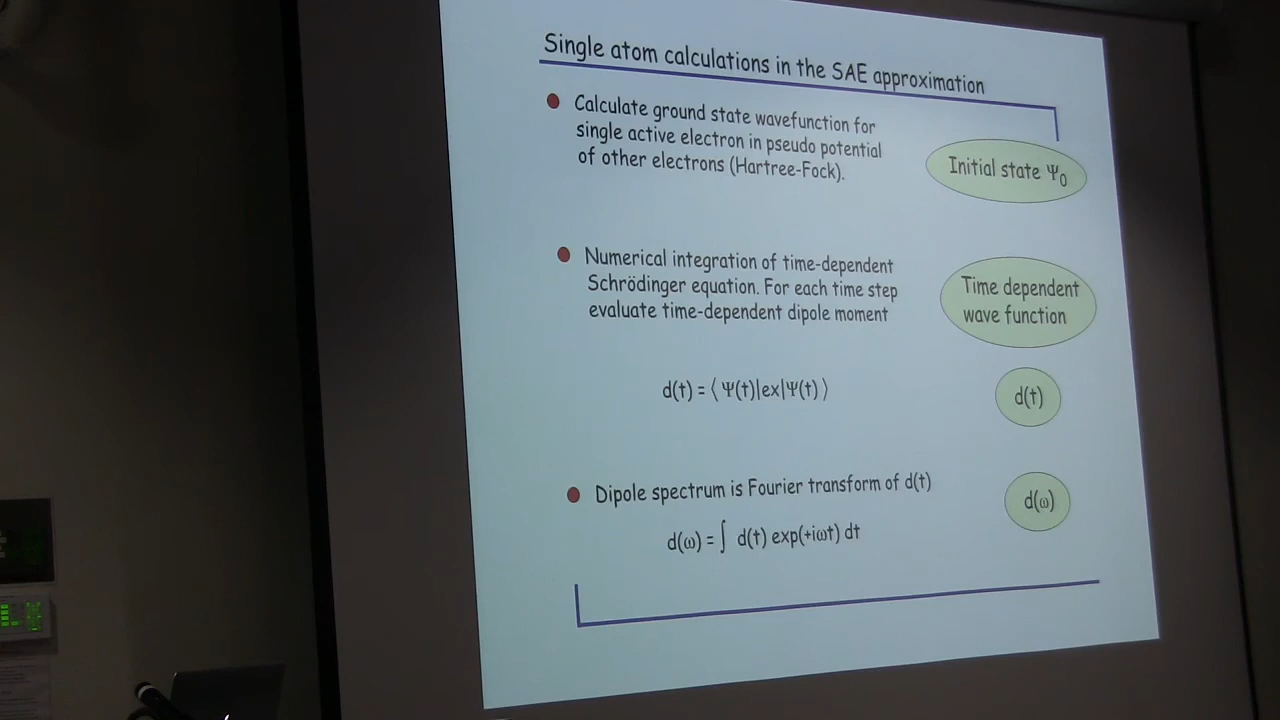 Single atom calculations in the SAE approximation
Calculate ground state wavefunction for
single active electron in pseudo potential
of other electrons (Hartree-Fock).
Initial state Ψ0
Numerical integration of time-dependent
Schrödinger equation. For each time step
evaluate time-dependent dipole moment
Time dependent
wave function
d(t) = ⟨ Ψ(t)|ex|Ψ(t) ⟩
d(t)
Dipole spectrum is Fourier transform of d(t)
d(ω) = ∫ d(t) exp(+iωt) dt
d(ω)